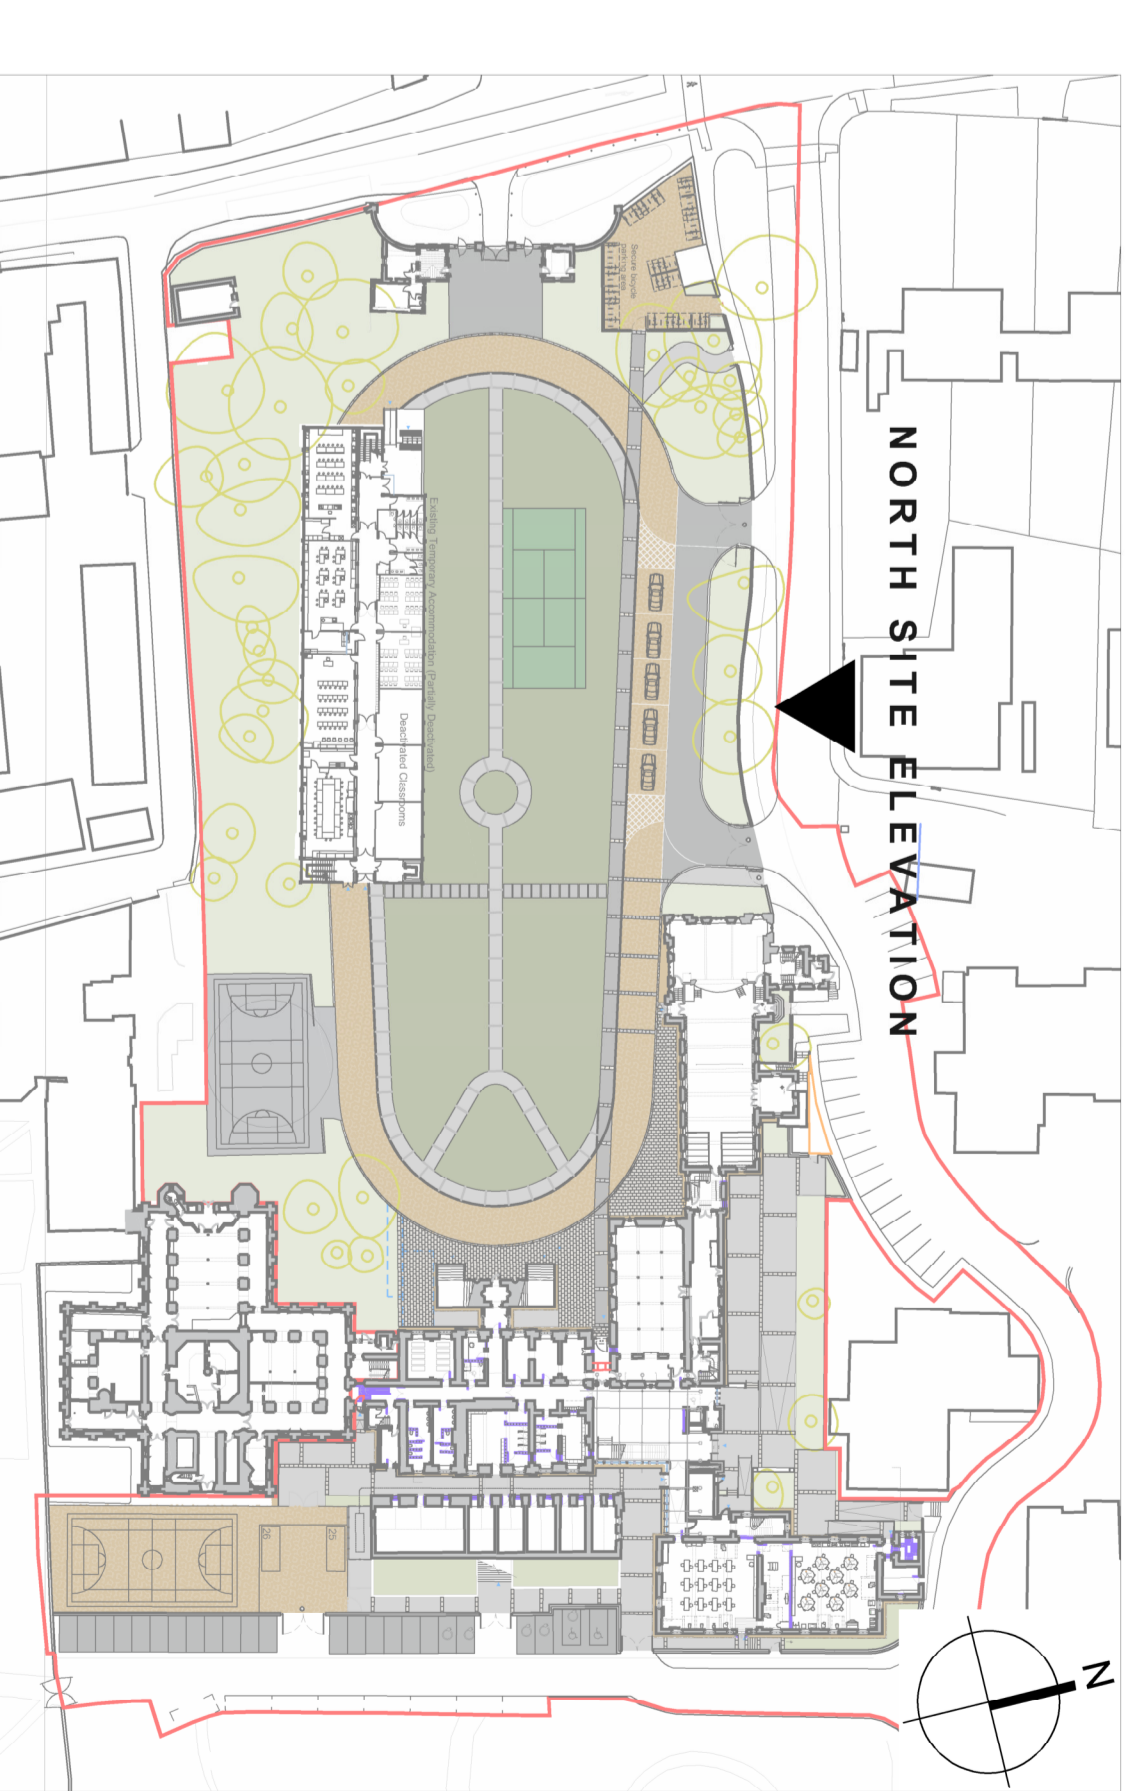 NORTH SITE ELEVATION
Secure bicycle
parking area
Existing Temporary Accommodation (Partially Deactivated)
Deactivated Classrooms
26
25
N